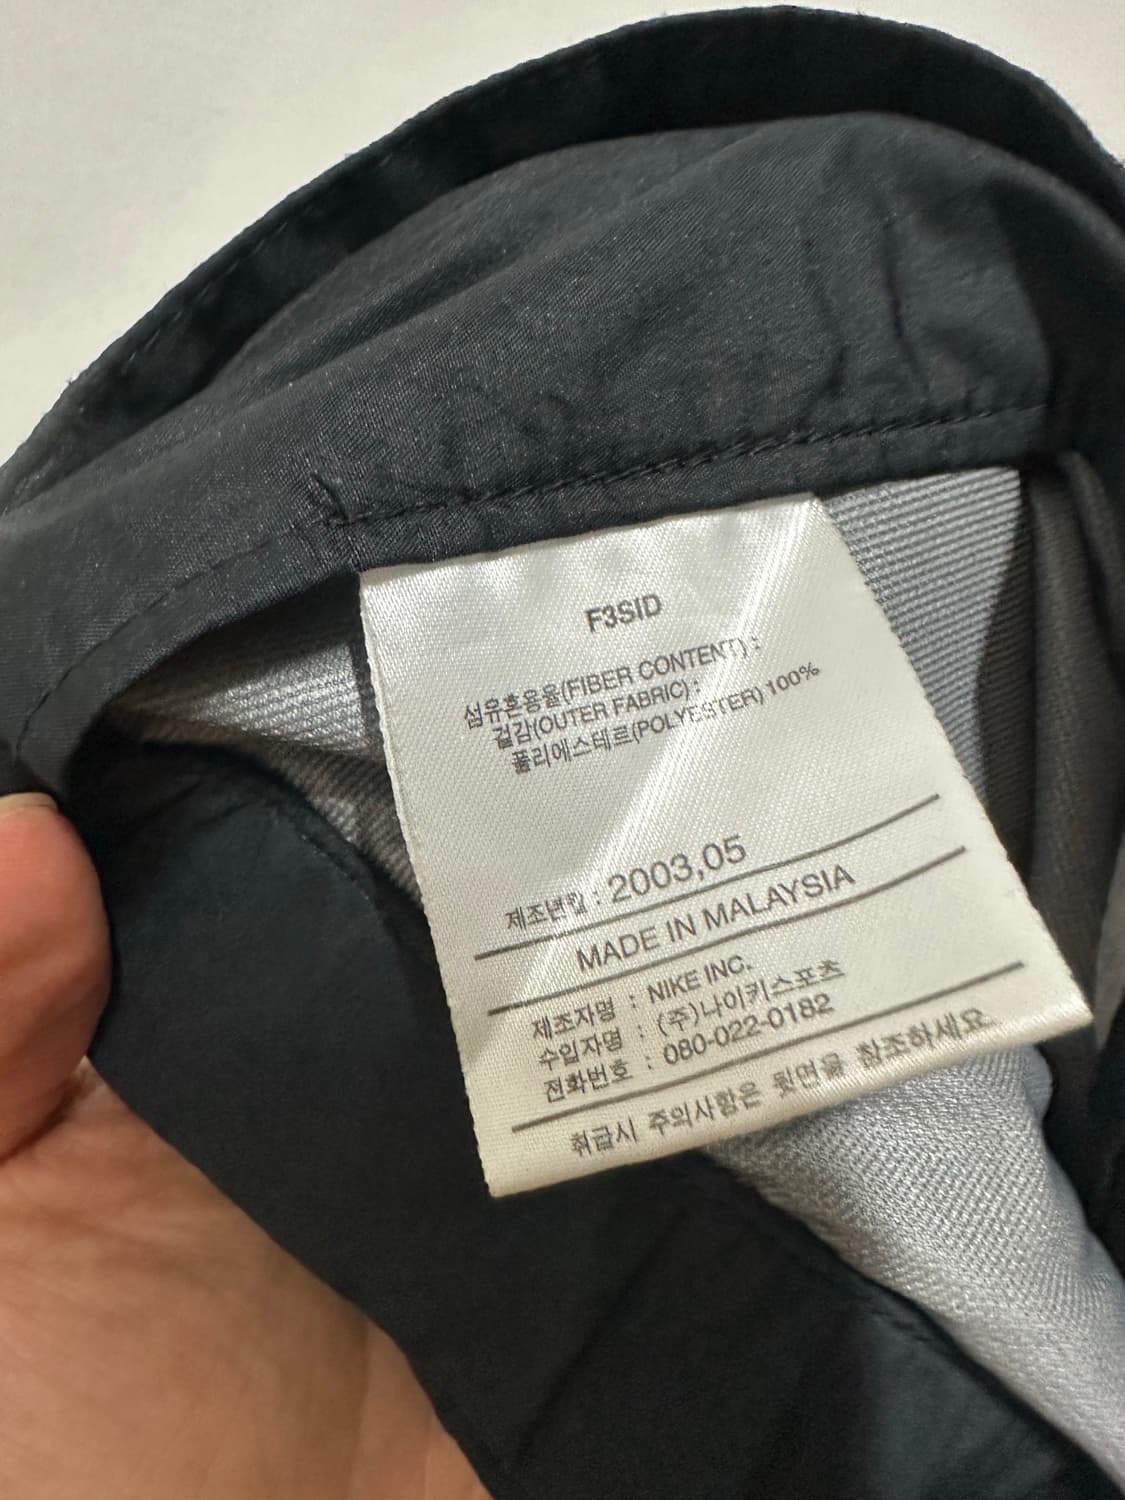 F3SID
섬유혼용율(FIBER CONTENT) :
겉감(OUTER FABRIC) :
폴리에스테르(POLYESTER) 100%
제조년월 : 2003,05
MADE IN MALAYSIA
제조자명 : NIKE INC.
수입자명 : (주)나이키스포츠
전화번호 : 080-022-0182
취급시 주의사항은 뒷면을 참조하세요.